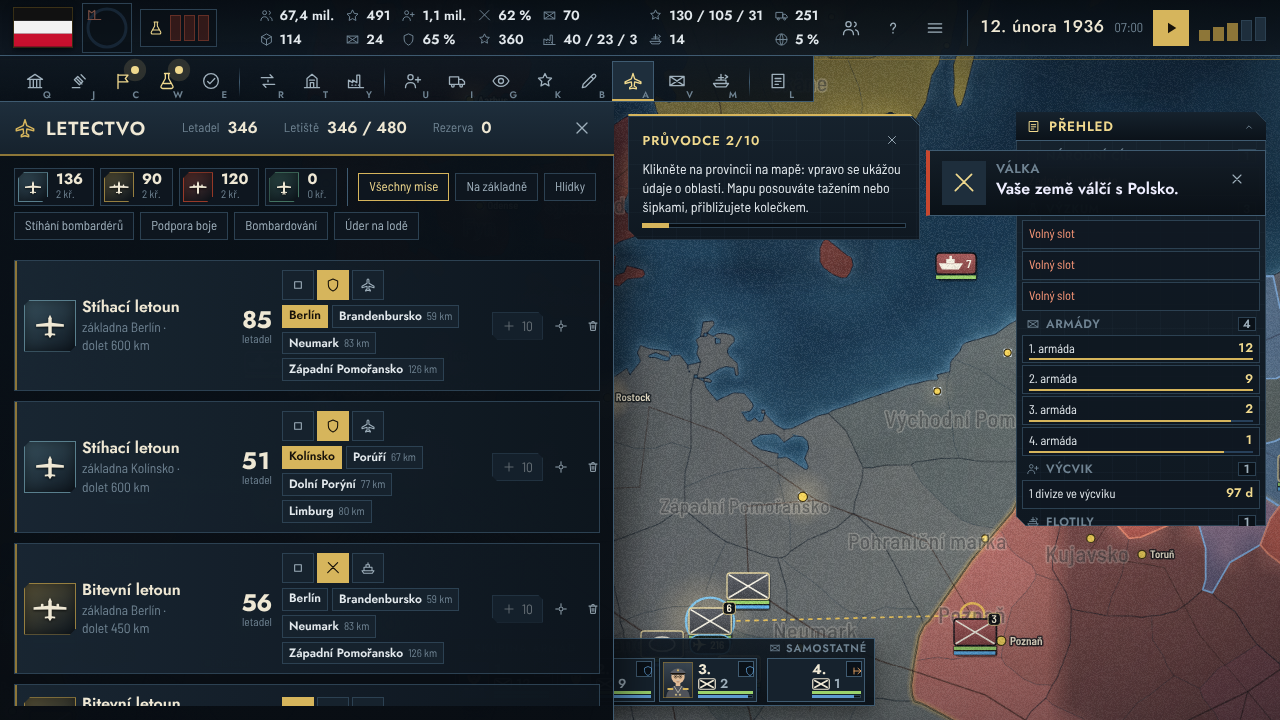 67,4 mil. 491 1,1 mil. 62 % 70 130 / 105 / 31 251
114 24 65 % 360 40 / 23 / 3 14 5 %
? 12. února 1936 07:00
Q J C W E R T Y U I G K B A V M L
LETECTVO Letadel 346 Letiště 346 / 480 Rezerva 0
136 2 kř. 90 2 kř. 120 2 kř. 0 0 kř.
Všechny mise Na základně Hlídky
Stíhání bombardérů Podpora boje Bombardování Úder na lodě
Stíhací letoun
základna Berlín ·
dolet 600 km
85
letadel
Berlín Brandenbursko 59 km
Neumark 83 km
Západní Pomořansko 126 km
+ 10
Stíhací letoun
základna Kolínsko ·
dolet 600 km
51
letadel
Kolínsko Porúří 67 km
Dolní Porýní 77 km
Limburg 80 km
+ 10
Bitevní letoun
základna Berlín ·
dolet 450 km
56
letadel
Berlín Brandenbursko 59 km
Neumark 83 km
Západní Pomořansko 126 km
+ 10
Bitevní letoun
PRŮVODCE 2/10
Klikněte na provincii na mapě: vpravo se ukážou
údaje o oblasti. Mapu posouváte tažením nebo
šipkami, přibližujete kolečkem.
PŘEHLED
VÁLKA
Vaše země válčí s Polsko.
Volný slot
Volný slot
Volný slot
ARMÁDY 4
1. armáda 12
2. armáda 9
3. armáda 2
4. armáda 1
VÝCVIK 1
1 divize ve výcviku 97 d
FLOTILY 1
7
Rostock
Východní Pom
Západní Pomořansko
Pohraniční marka
Kujavsko
Toruň
Poznaň
Poznaň
3
6
Neumark
SAMOSTATNÉ
9
3.
2
4.
1